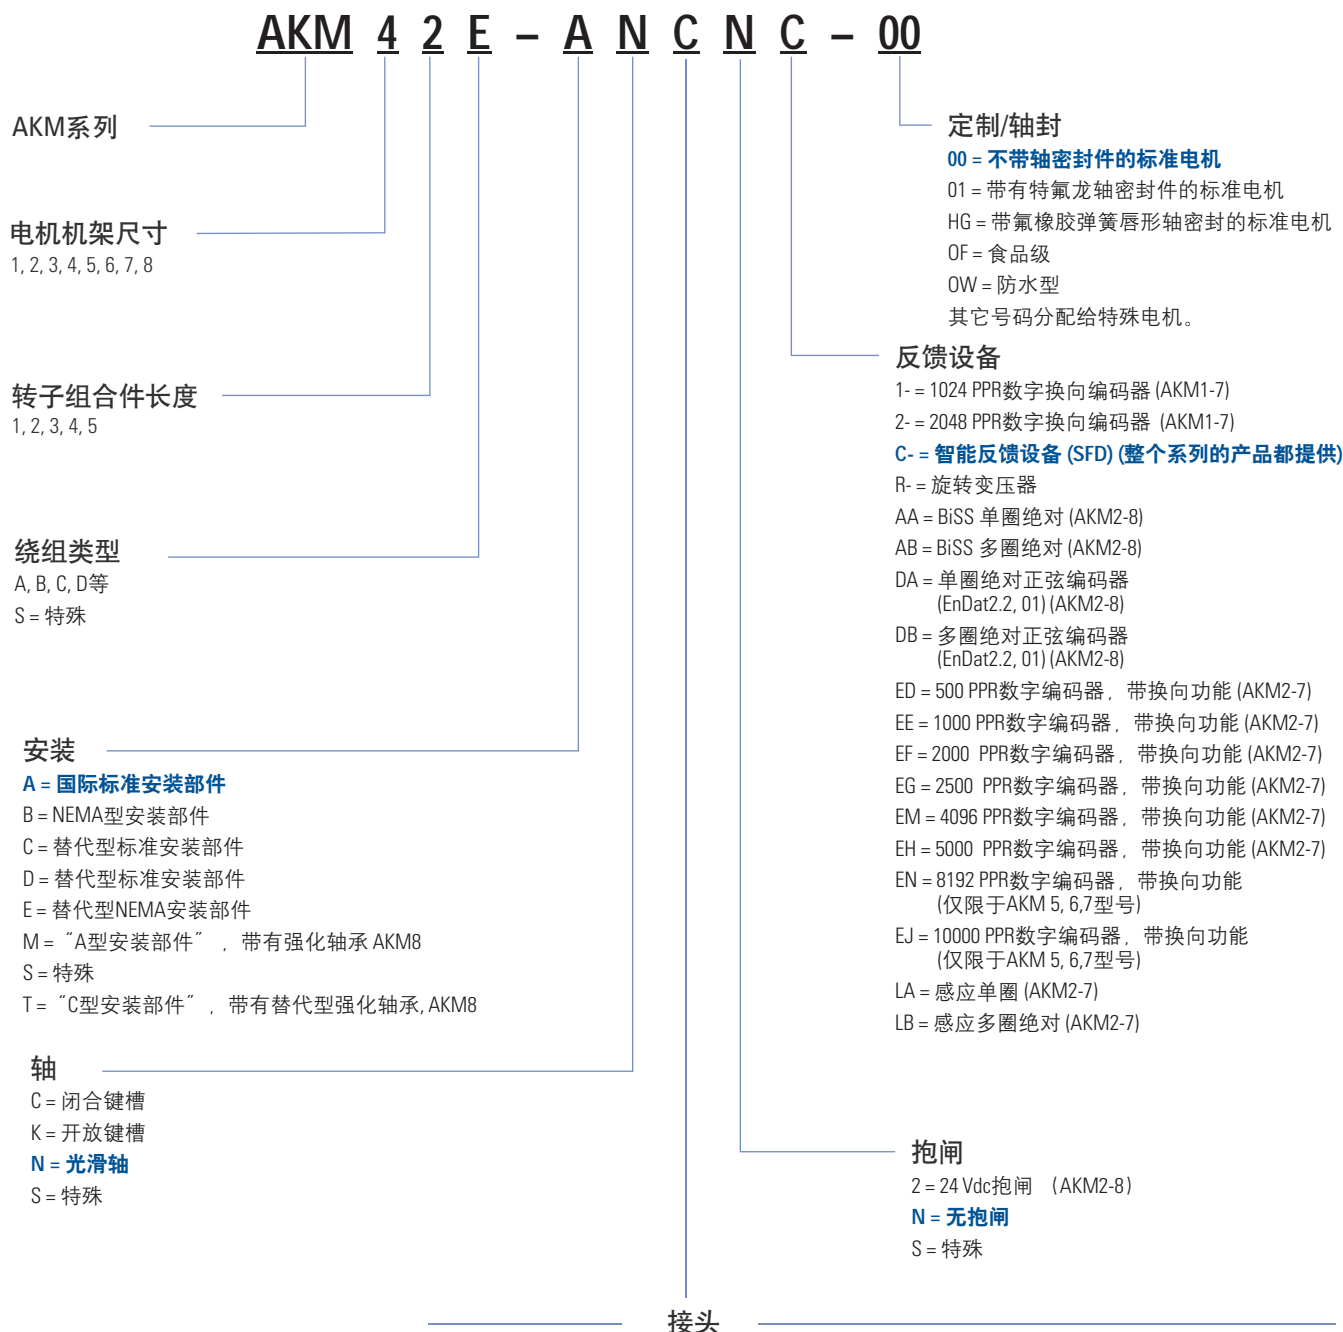 AKM 4 2 E – A N C N C – 00
AKM系列
电机机架尺寸
1, 2, 3, 4, 5, 6, 7, 8
转子组合件长度
1, 2, 3, 4, 5
绕组类型
A, B, C, D等
S = 特殊
安装
A = 国际标准安装部件
B = NEMA型安装部件
C = 替代型标准安装部件
D = 替代型标准安装部件
E = 替代型NEMA安装部件
M = “A型安装部件”，带有强化轴承 AKM8
S = 特殊
T = “C型安装部件”，带有替代型强化轴承, AKM8
轴
C = 闭合键槽
K = 开放键槽
N = 光滑轴
S = 特殊
定制/轴封
00 = 不带轴密封件的标准电机
01 = 带有特氟龙轴密封件的标准电机
HG = 带氟橡胶弹簧唇形轴密封的标准电机
0F = 食品级
0W = 防水型
其它号码分配给特殊电机。
反馈设备
1- = 1024 PPR数字换向编码器 (AKM1-7)
2- = 2048 PPR数字换向编码器 (AKM1-7)
C- = 智能反馈设备 (SFD) (整个系列的产品都提供)
R- = 旋转变压器
AA = BiSS 单圈绝对 (AKM2-8)
AB = BiSS 多圈绝对 (AKM2-8)
DA = 单圈绝对正弦编码器
(EnDat2.2, 01) (AKM2-8)
DB = 多圈绝对正弦编码器
(EnDat2.2, 01) (AKM2-8)
ED = 500 PPR数字编码器，带换向功能 (AKM2-7)
EE = 1000 PPR数字编码器，带换向功能 (AKM2-7)
EF = 2000 PPR数字编码器，带换向功能 (AKM2-7)
EG = 2500 PPR数字编码器，带换向功能 (AKM2-7)
EM = 4096 PPR数字编码器，带换向功能 (AKM2-7)
EH = 5000 PPR数字编码器，带换向功能 (AKM2-7)
EN = 8192 PPR数字编码器，带换向功能
(仅限于AKM 5, 6,7型号)
EJ = 10000 PPR数字编码器，带换向功能
(仅限于AKM 5, 6,7型号)
LA = 感应单圈 (AKM2-7)
LB = 感应多圈绝对 (AKM2-7)
抱闸
2 = 24 Vdc抱闸 （AKM2-8）
N = 无抱闸
S = 特殊
接头